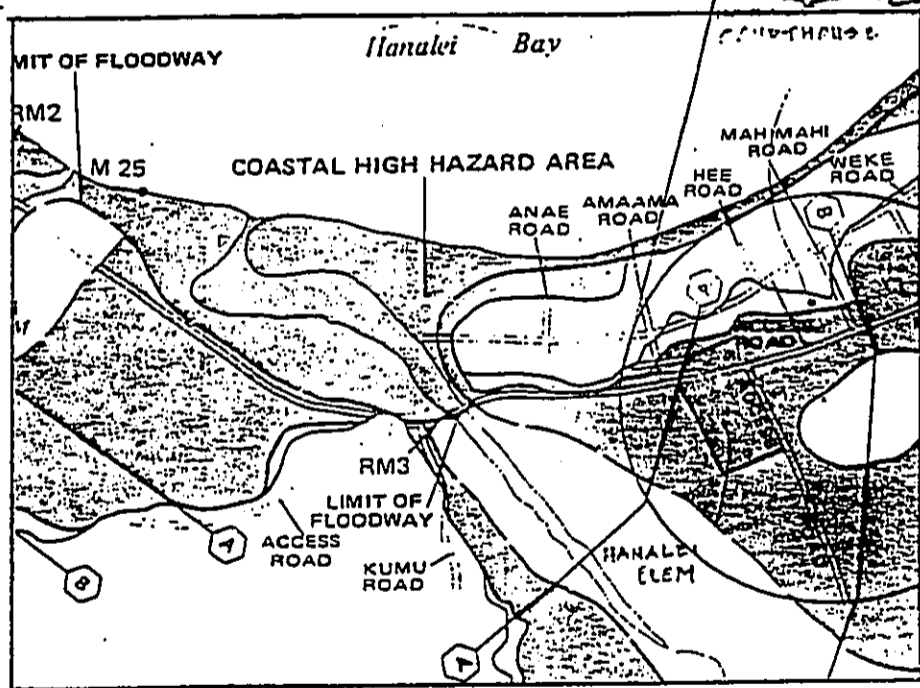 Hanalei Bay
MIT OF FLOODWAY
RM2
M 25
COASTAL HIGH HAZARD AREA
MAHIMAHI
ROAD
WEKE
ROAD
HEE
ROAD
AMAAMA
ROAD
ANAE
ROAD
B
A
ACCESS
ROAD
RM3
LIMIT OF
FLOODWAY
ACCESS
ROAD
KUMU
ROAD
HANALEI
ELEM
A
B
A